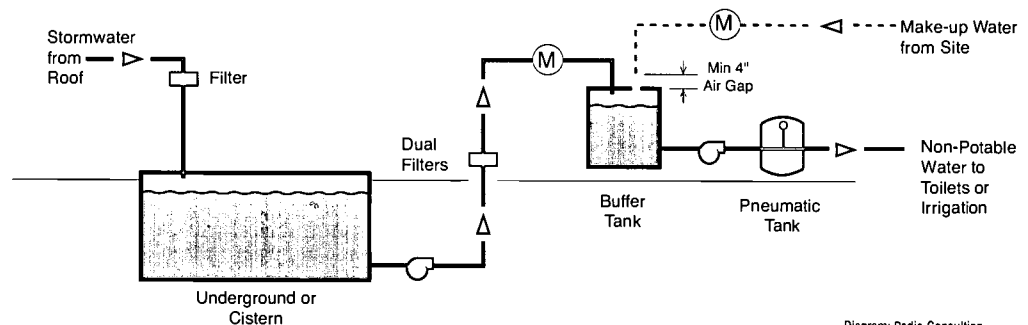 Stormwater
from
Roof
Filter
Dual
Filters
M
M
Make-up Water
from Site
Min 4"
Air Gap
Buffer
Tank
Pneumatic
Tank
Non-Potable
Water to
Toilets or
Irrigation
Underground or
Cistern